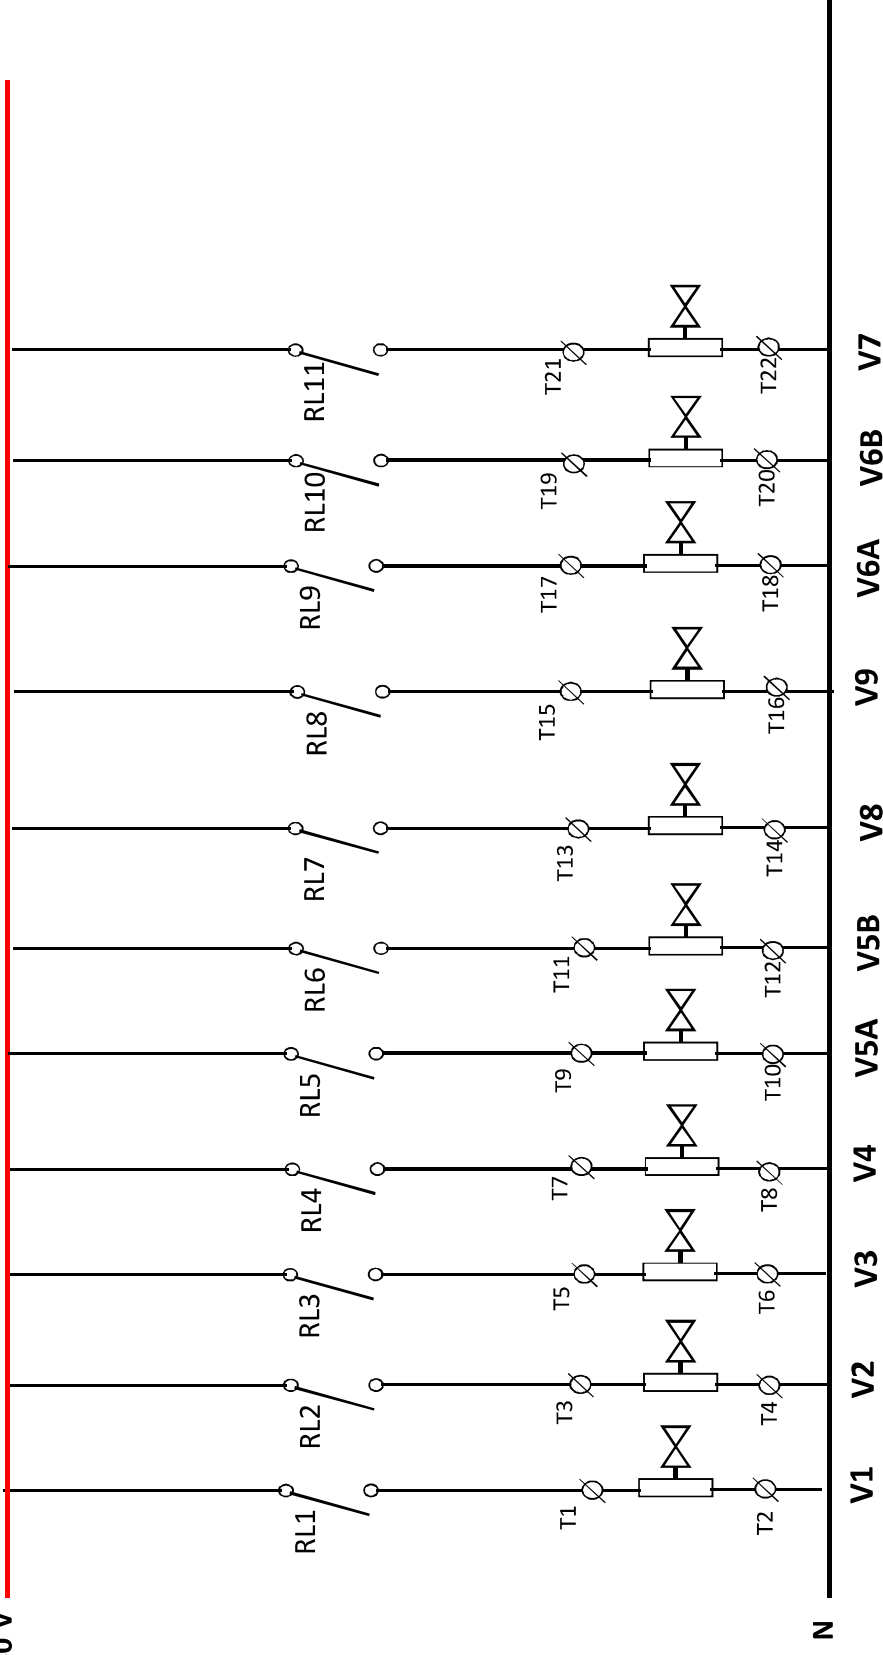 RL1 RL2 RL3 RL4 RL5 RL6 RL7 RL8 RL9 RL10 RL11
T1 T3 T5 T7 T9 T11 T13 T15 T17 T19 T21
T2 T4 T6 T8 T10 T12 T14 T16 T18 T20 T22
N
V1 V2 V3 V4 V5A V5B V8 V9 V6A V6B V7